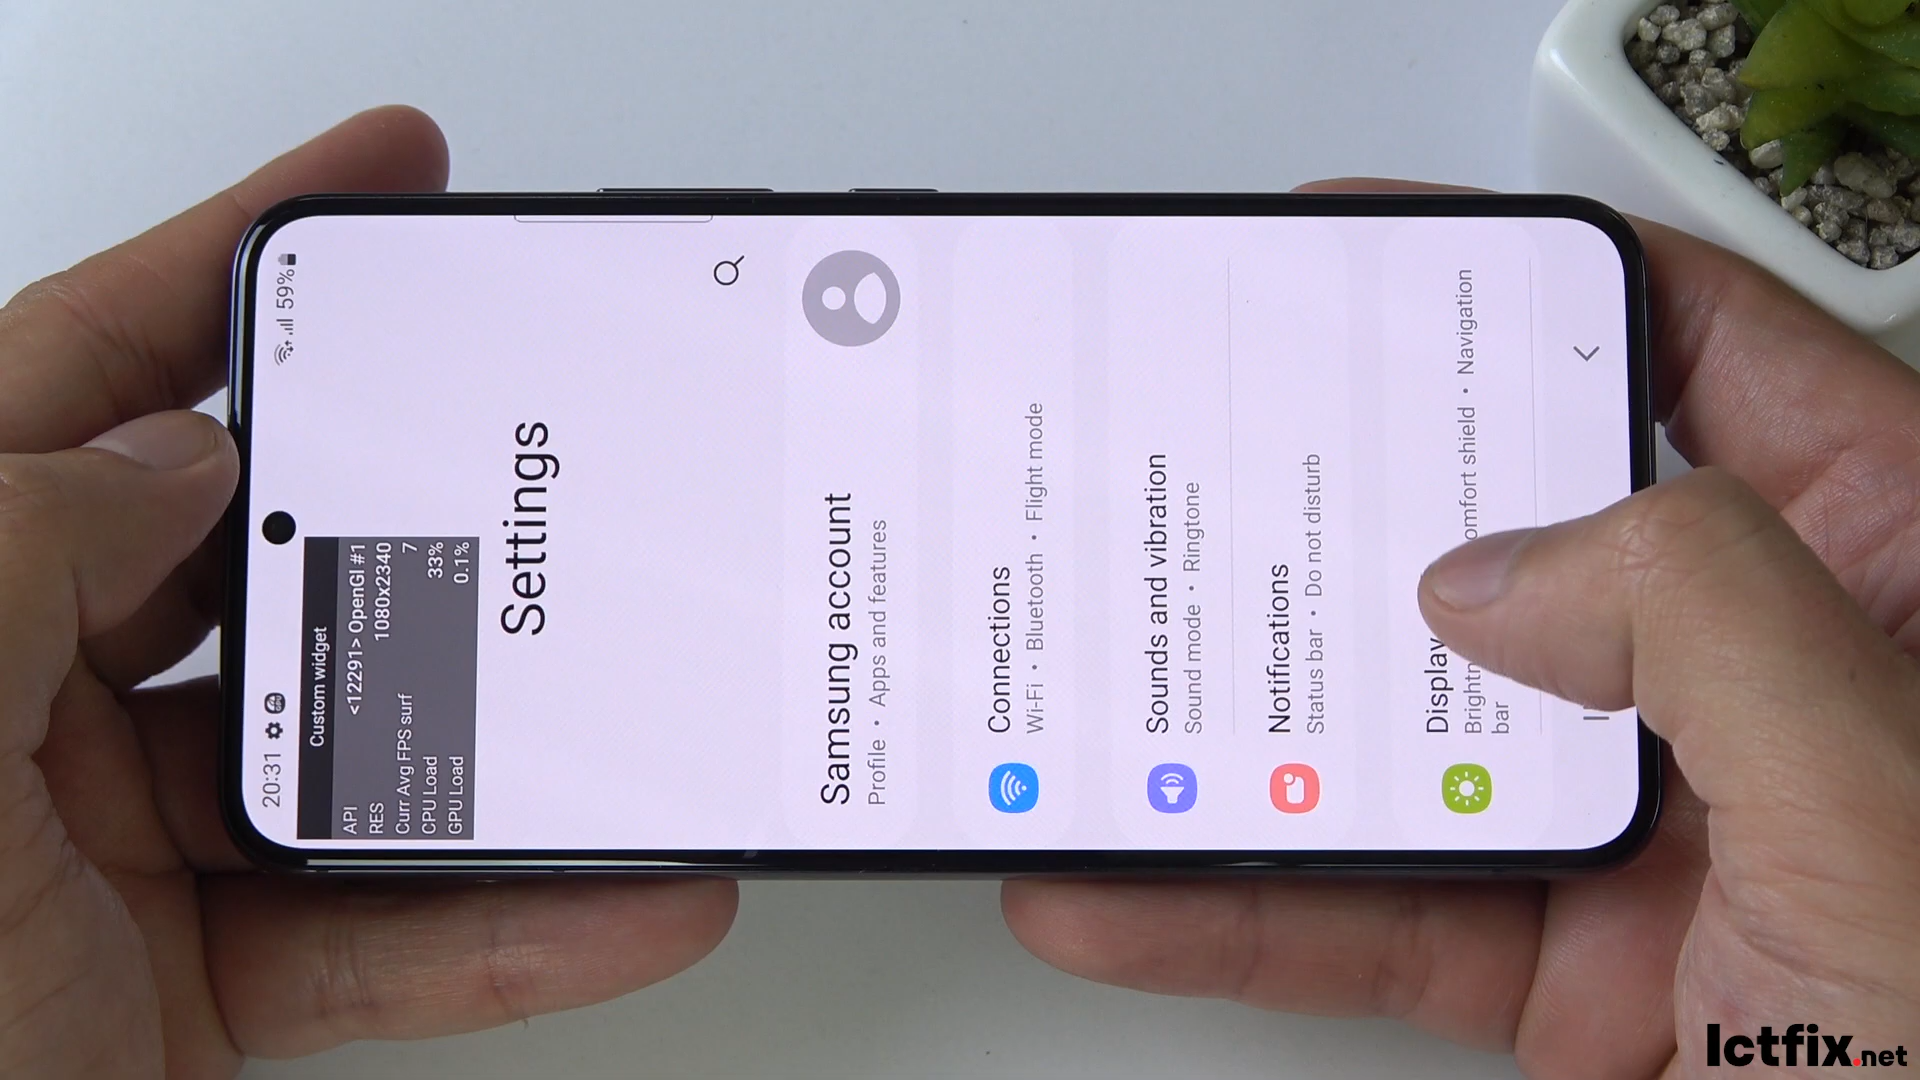 20:31
59%
Custom widget
API <12291> OpenGl #1
RES 1080x2340
Curr Avg FPS surf 7
CPU Load 33%
GPU Load 0.1%
Settings
Samsung account
Profile • Apps and features
Connections
Wi-Fi • Bluetooth • Flight mode
Sounds and vibration
Sound mode • Ringtone
Notifications
Status bar • Do not disturb
Display
Brightn omfort shield • Navigation
bar
Ictfix.net